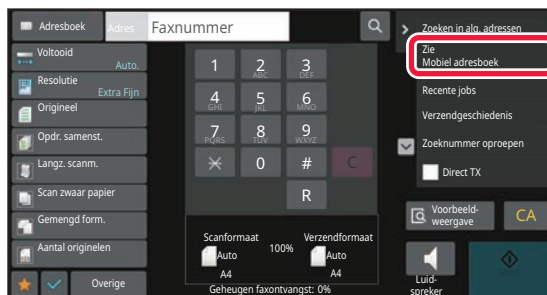 Adresboek
Adres
Faxnummer
Voltooid
Auto.
Resolutie
Extra Fijn
Origineel
Opdr. samenst.
Langz. scanm.
Scan zwaar papier
Gemengd form.
Aantal originelen
Overige
1
2
ABC
3
DEF
4
GHI
5
JKL
6
MNO
7
PQRS
8
TUV
9
WXYZ
0
#
C
R
Scanformaat
Auto
A4
100%
Verzendformaat
Auto
A4
Geheugen faxontvangst: 0%
Zoeken in alg. adressen
Zie
Mobiel adresboek
Recente jobs
Verzendgeschiedenis
Zoeknummer oproepen
Direct TX
Voorbeeld-
weergave
CA
Luid-
spreker